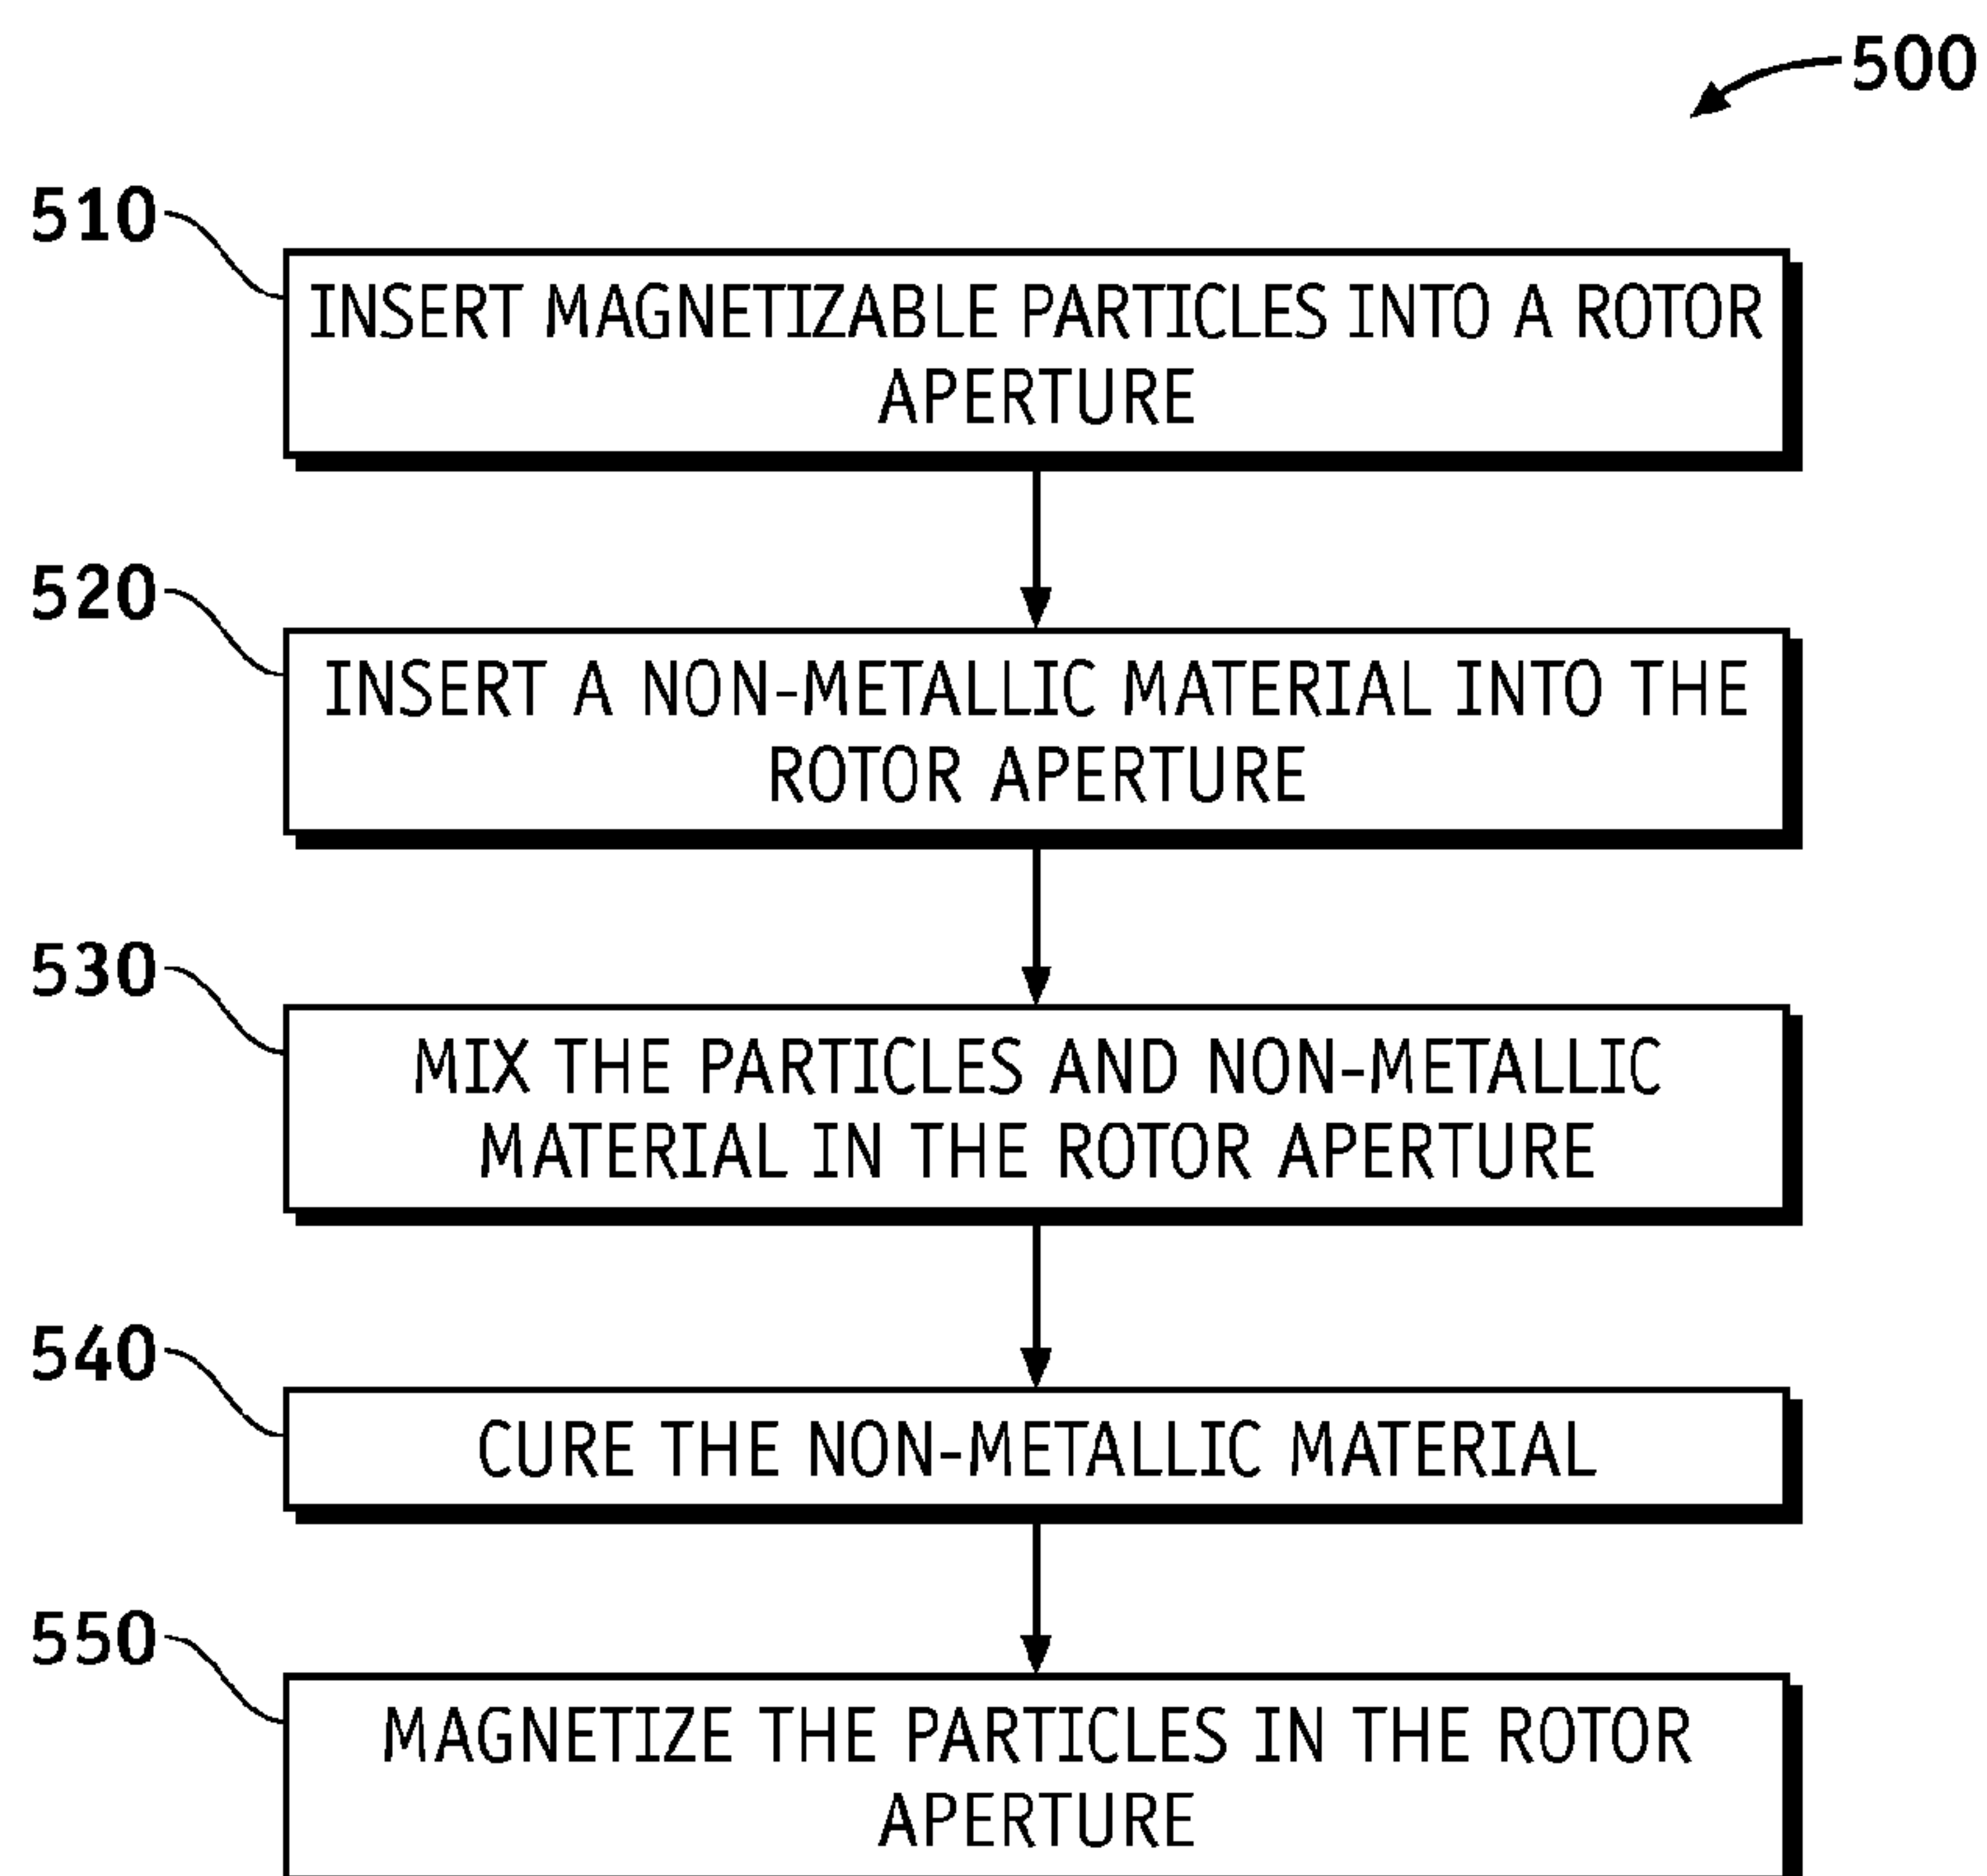 500
510
INSERT MAGNETIZABLE PARTICLES INTO A ROTOR
APERTURE
520
INSERT A NON-METALLIC MATERIAL INTO THE
ROTOR APERTURE
530
MIX THE PARTICLES AND NON-METALLIC
MATERIAL IN THE ROTOR APERTURE
540
CURE THE NON-METALLIC MATERIAL
550
MAGNETIZE THE PARTICLES IN THE ROTOR
APERTURE